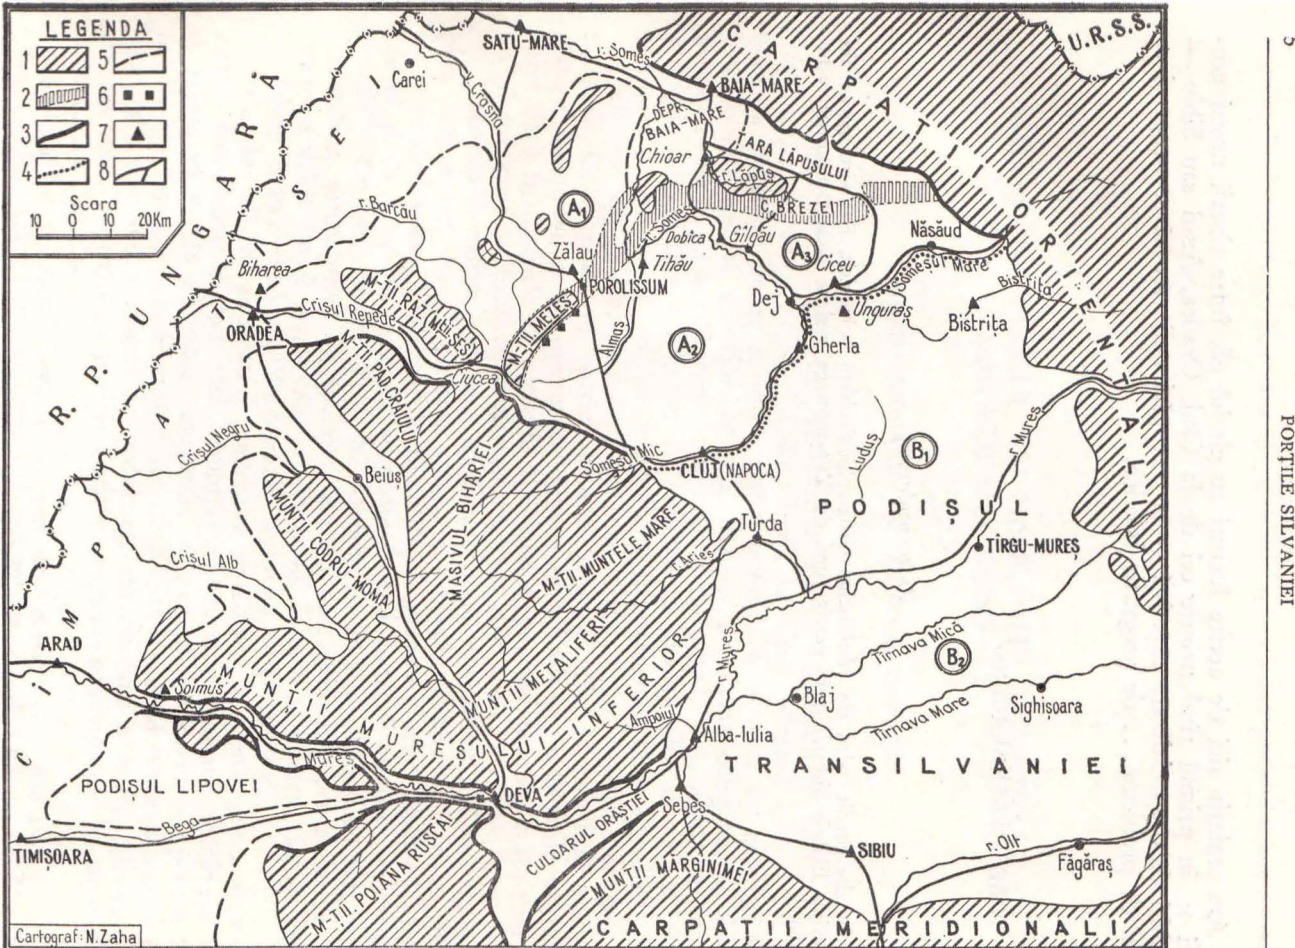 LEGENDA
1
5
2
6
3
7
4
8
Scara
10 0 10 20Km
R. P. UNGARĂ
U.R.S.S.
CARPAȚII ORIENTALI
SATU-MARE
r. Someș
Carei
r. Crasna
BAIA-MARE
DEPR.
BAIA-MARE
ȚARA LĂPUȘULUI
Chioar
r. Lăpuș
C. BREZEI
A1
r. Barcău
r. Someș
Dobîca
Gîlgău
A3
Năsăud
Zălau
Tihău
Ciceu
Someșul Mare
Biharea
POROLISSUM
Dej
Unguraș
Bistrița
Bistrița
M-ȚII REZ MESEȘ
M-ȚII MEZEȘ
ORADEA
Crișul Repede
Almaș
A2
Gherla
M-ȚII PAD. CRAIULUI
Ciucea
CÎMPIA TISEI
Crișul Negru
Beiuș
MASIVUL BIHARIEI
Someșul Mic
CLUJ (NAPOCA)
Luduș
B1
r. Mureș
PODIȘUL
MUNȚII CODRU-MOMA
M-ȚII. MUNTELE MARE
Turda
r. Arieș
TÎRGU-MUREȘ
Crișul Alb
ARAD
Șoimuș
MUNȚII METALIFERI
r. Mureș
Tîrnava Mică
B2
Blaj
Sighișoara
Tîrnava Mare
MUNȚII MUREȘULUI INFERIOR
Ampoiul
Alba-Iulia
TRANSILVANIEI
r. Mureș
PODIȘUL LIPOVEI
DEVA
Sebeș
Bega
TIMIȘOARA
CULOARUL ORĂȘTIEI
SIBIU
r. Olt
Făgăraș
M-ȚII. POIANA RUSCAI
MUNȚII MĂRGINIMEI
CARPAȚII MERIDIONALI
Cartograf: N. Zaha
5
PORȚILE SILVANIEI